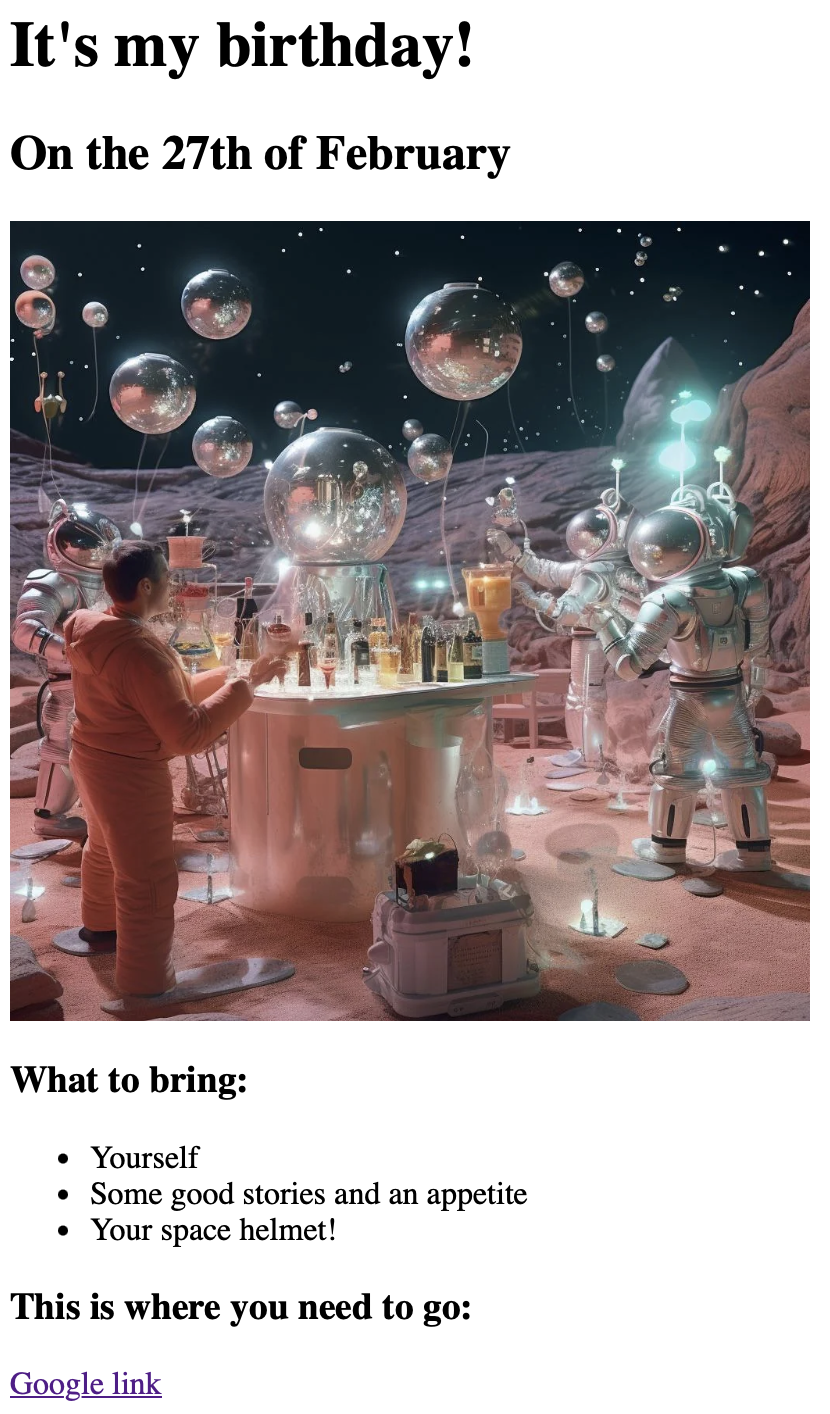 It's my birthday!
On the 27th of February
What to bring:
Yourself
Some good stories and an appetite
Your space helmet!
This is where you need to go:
Google link